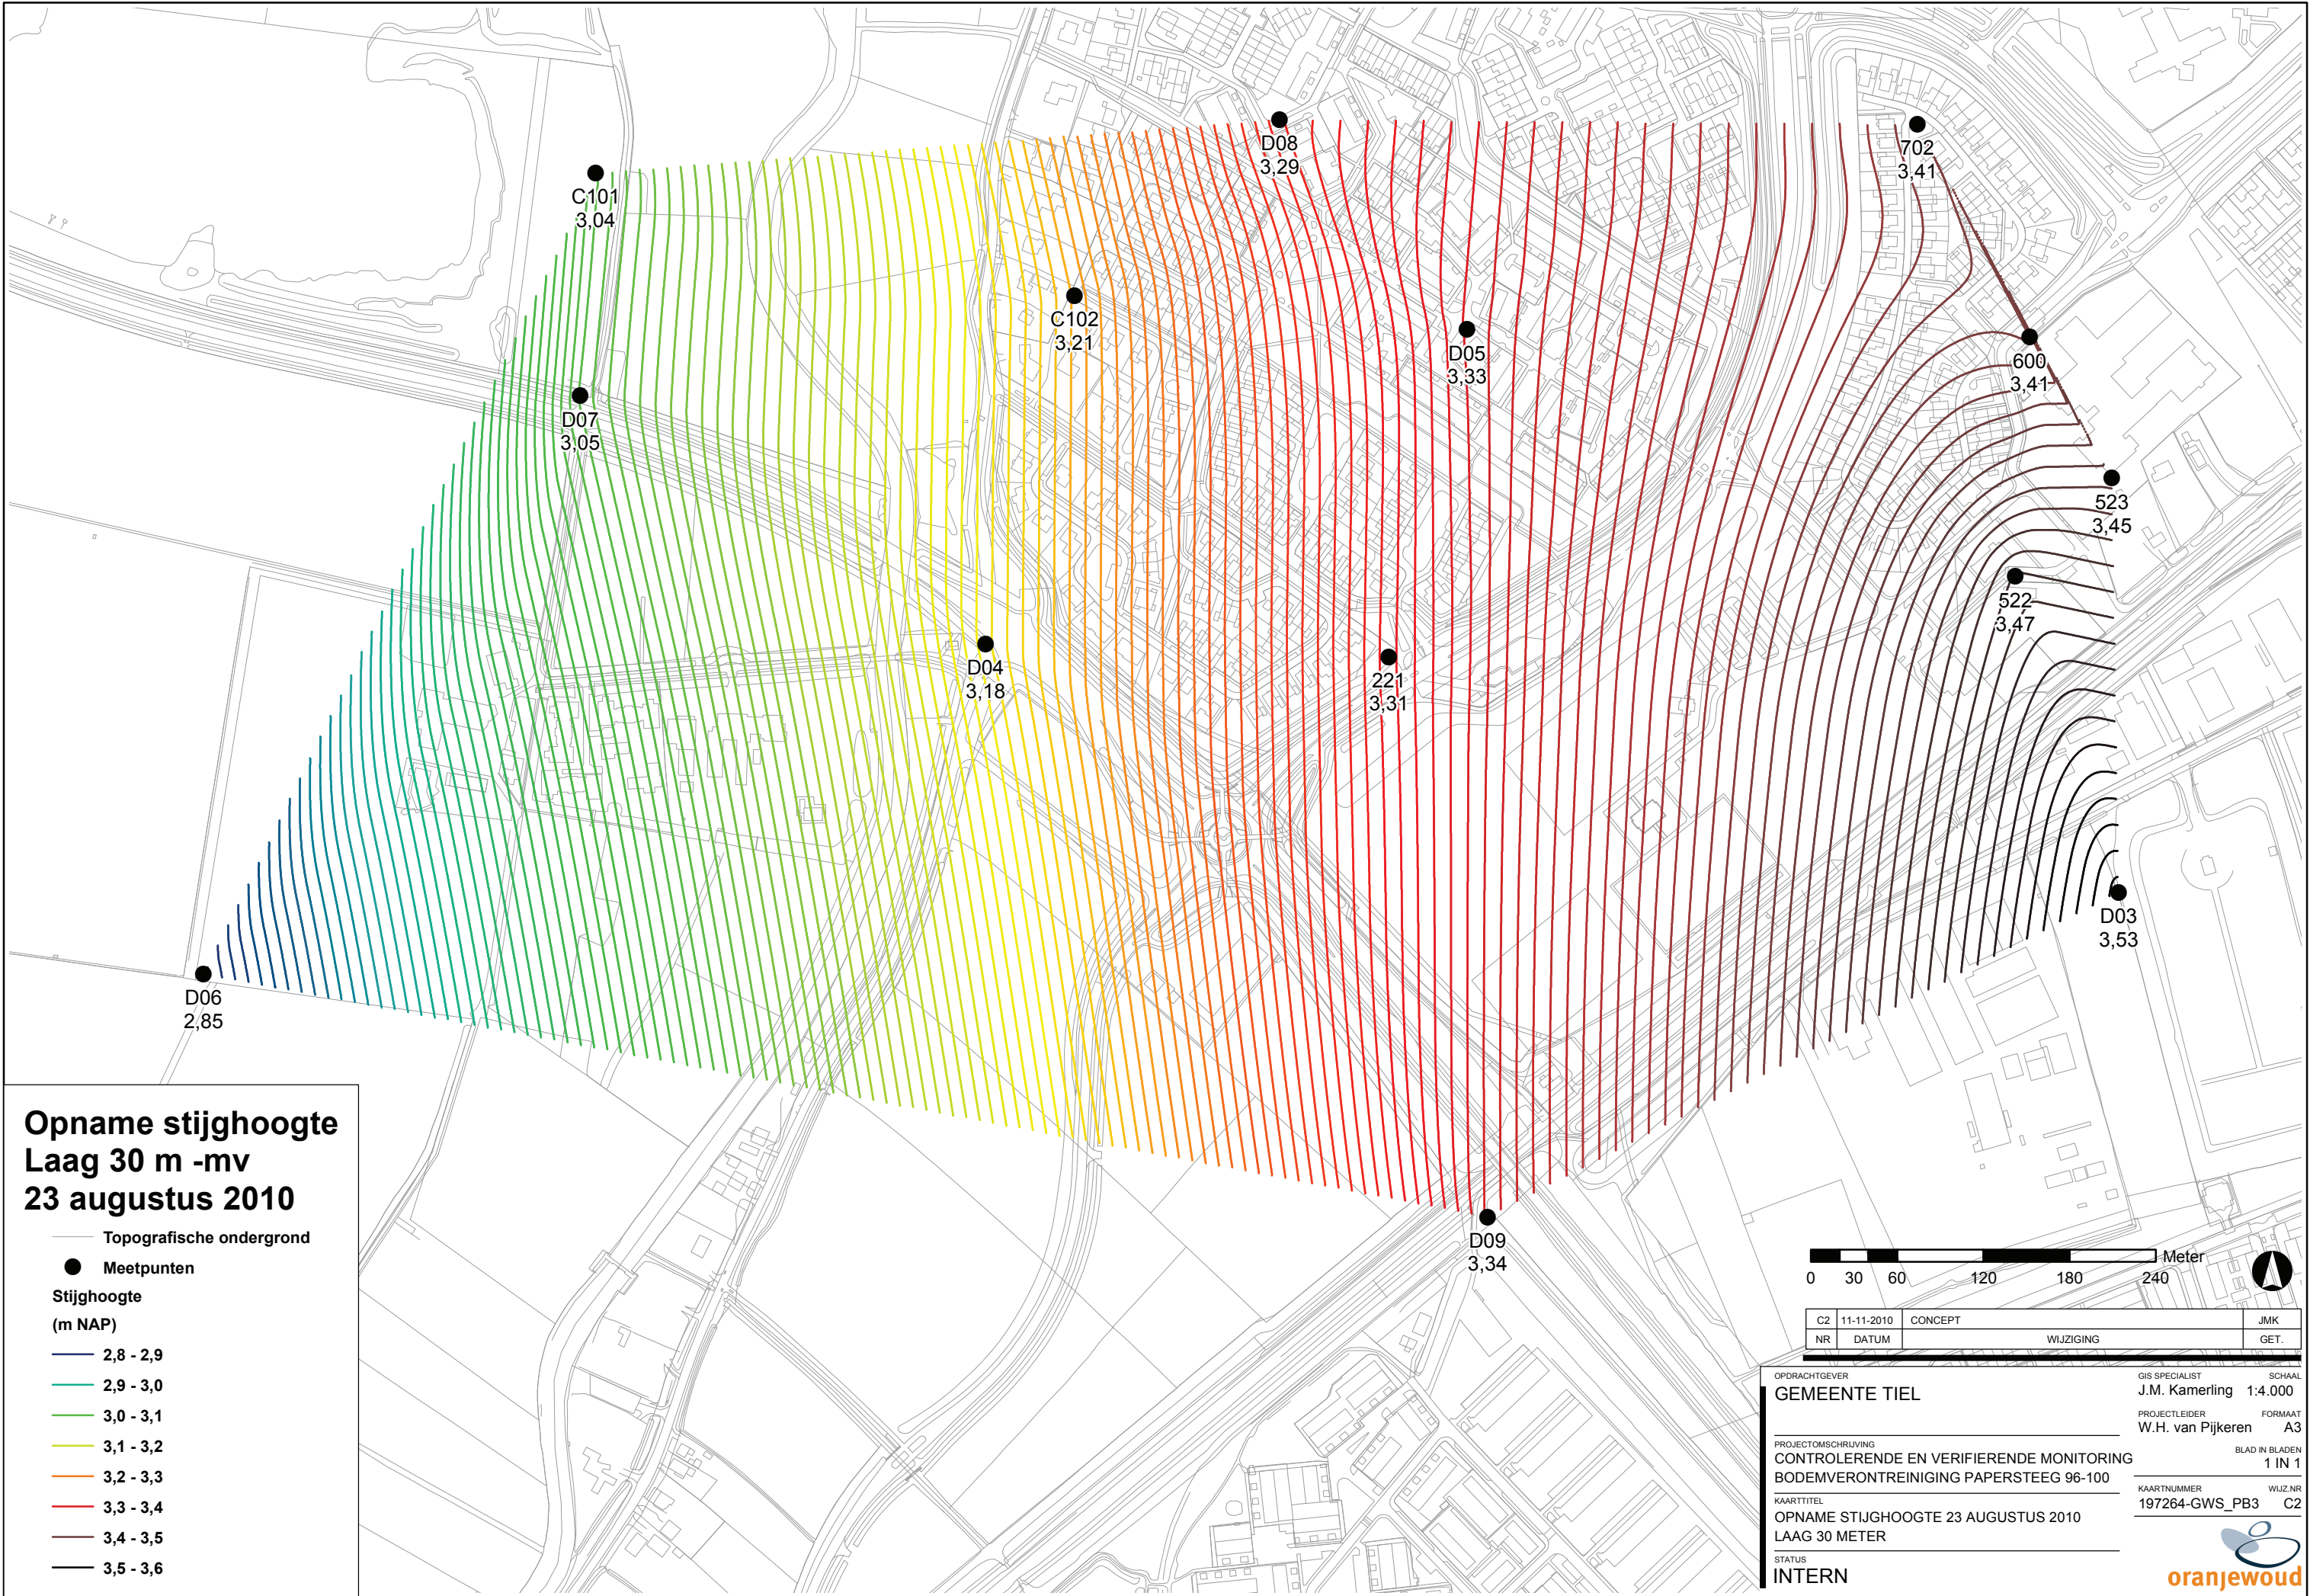 D08
3,29
702
3,41
C101
3,04
C102
3,21
D05
3,33
600
3,41
D07
3,05
523
3,45
522
3,47
D04
3,18
221
3,31
D03
3,53
D06
2,85
D09
3,34
Opname stijghoogte
Laag 30 m -mv
23 augustus 2010
Topografische ondergrond
Meetpunten
Stijghoogte
(m NAP)
2,8 - 2,9
2,9 - 3,0
3,0 - 3,1
3,1 - 3,2
3,2 - 3,3
3,3 - 3,4
3,4 - 3,5
3,5 - 3,6
Meter
0 30 60 120 180 240
C2 11-11-2010 CONCEPT JMK
NR DATUM WIJZIGING GET.
OPDRACHTGEVER
GEMEENTE TIEL
GIS SPECIALIST SCHAAL
J.M. Kamerling 1:4.000
PROJECTLEIDER FORMAAT
W.H. van Pijkeren A3
PROJECTOMSCHRIJVING
CONTROLERENDE EN VERIFIERENDE MONITORING
BODEMVERONTREINIGING PAPERSTEEG 96-100
BLAD IN BLADEN
1 IN 1
KAARTTITEL
OPNAME STIJGHOOGTE 23 AUGUSTUS 2010
LAAG 30 METER
KAARTNUMMER WIJZ.NR
197264-GWS_PB3 C2
STATUS
INTERN
oranjewoud